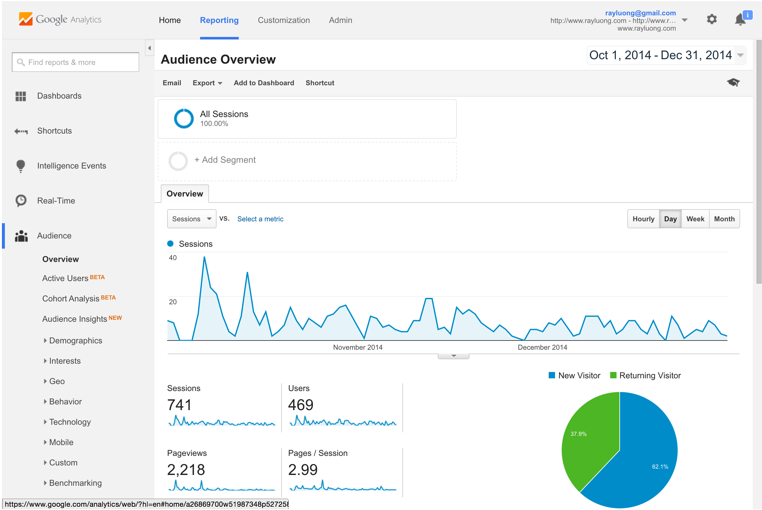 Google Analytics
Home Reporting Customization Admin
rayluong@gmail.com
http://www.rayluong.com - http://www.r...
www.rayluong.com
1
Find reports & more
Dashboards
Shortcuts
Intelligence Events
Real-Time
Audience
Overview
Active Users BETA
Cohort Analysis BETA
Audience Insights NEW
Demographics
Interests
Geo
Behavior
Technology
Mobile
Custom
Benchmarking
Audience Overview
Oct 1, 2014 - Dec 31, 2014
Email Export Add to Dashboard Shortcut
All Sessions
100.00%
+ Add Segment
Overview
Sessions VS. Select a metric
Hourly Day Week Month
Sessions
40
20
November 2014 December 2014
Sessions
741
Users
469
Pageviews
2,218
Pages / Session
2.99
New Visitor Returning Visitor
37.9%
62.1%
https://www.google.com/analytics/web/?hl=en#home/a26869700w51987348p527256